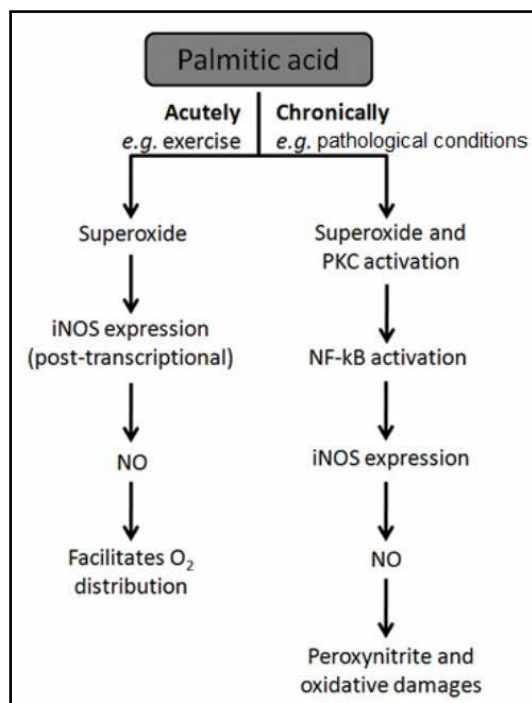 Palmitic acid
Acutely
e.g. exercise
Chronically
e.g. pathological conditions
Superoxide
iNOS expression
(post-transcriptional)
NO
Facilitates O₂
distribution
Superoxide and
PKC activation
NF-kB activation
iNOS expression
NO
Peroxynitrite and
oxidative damages